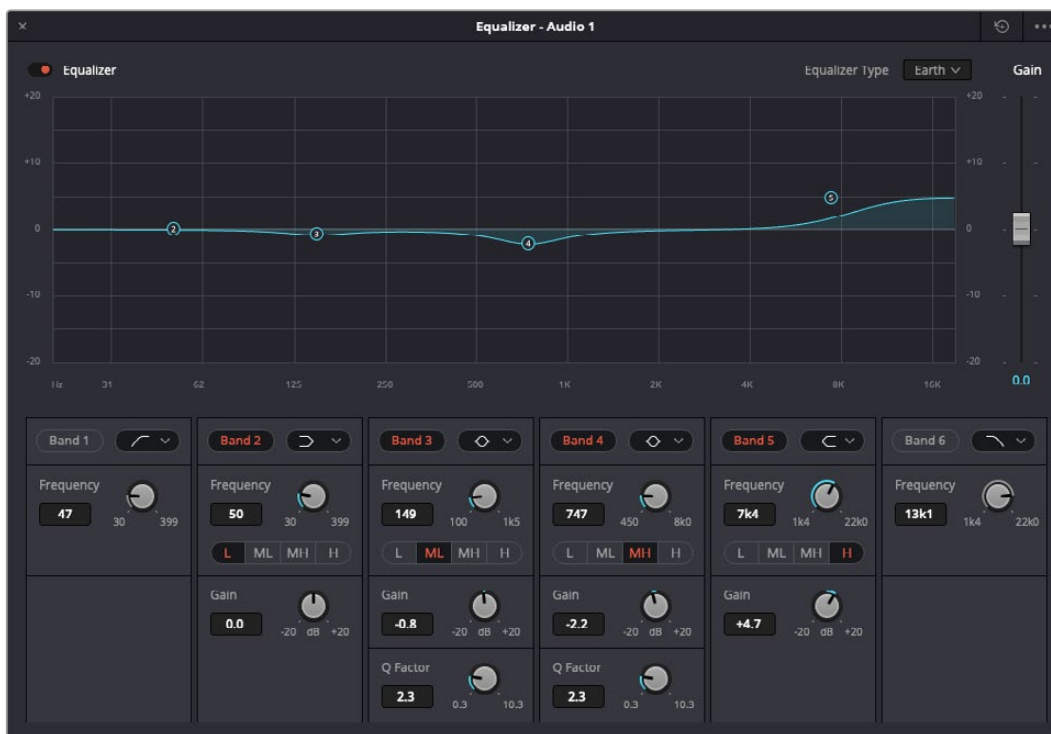 × Equalizer - Audio 1
Equalizer Equalizer Type Earth Gain
+20 +20
+10 +10
2 3 4 5
0 0
-10 -10
-20 -20
Hz 31 62 125 250 500 1K 2K 4K 8K 16K 0.0
Band 1 Band 2 Band 3 Band 4 Band 5 Band 6
Frequency Frequency Frequency Frequency Frequency Frequency
47 50 149 747 7k4 13k1
30 399 30 399 100 1k5 450 8k0 1k4 22k0 1k4 22k0
L ML MH H L ML MH H L ML MH H L ML MH H
Gain Gain Gain Gain
0.0 -0.8 -2.2 +4.7
-20 dB +20 -20 dB +20 -20 dB +20 -20 dB +20
Q Factor Q Factor
2.3 2.3
0.3 10.3 0.3 10.3